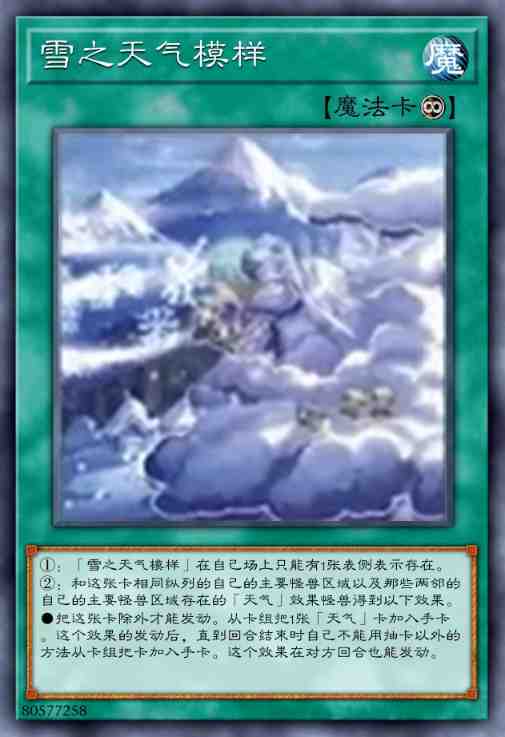 雪之天气模样
魔
【魔法卡】
①：「雪之天气模样」在自己场上只能有1张表侧表示存在。
②：和这张卡相同纵列的自己的主要怪兽区域以及那些两邻的
自己的主要怪兽区域存在的「天气」效果怪兽得到以下效果。
●把这张卡除外才能发动。从卡组把1张「天气」卡加入手卡
。这个效果的发动后，直到回合结束时自己不能用抽卡以外的
方法从卡组把卡加入手卡。这个效果在对方回合也能发动。
80577258